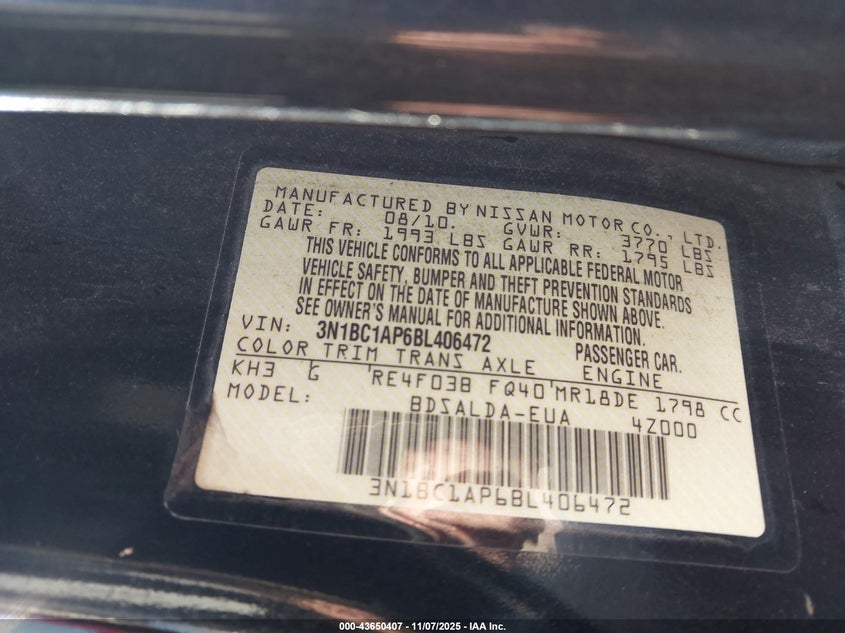 MANUFACTURED BY NISSAN MOTOR CO., LTD.
DATE: 08/10. GVWR: 3770 LBS
GAWR FR: 1993 LBS GAWR RR: 1795 LBS
THIS VEHICLE CONFORMS TO ALL APPLICABLE FEDERAL MOTOR
VEHICLE SAFETY, BUMPER AND THEFT PREVENTION STANDARDS
IN EFFECT ON THE DATE OF MANUFACTURE SHOWN ABOVE.
SEE OWNER'S MANUAL FOR ADDITIONAL INFORMATION.
VIN: 3N1BC1AP6BL406472 PASSENGER CAR.
COLOR TRIM TRANS AXLE ENGINE
KH3 G RE4F03B FQ40 MR18DE 1798 CC
MODEL: BDSALDA-EUA 4Z000
3N1BC1AP6BL406472
000-43650407 - 11/07/2025 - IAA Inc.